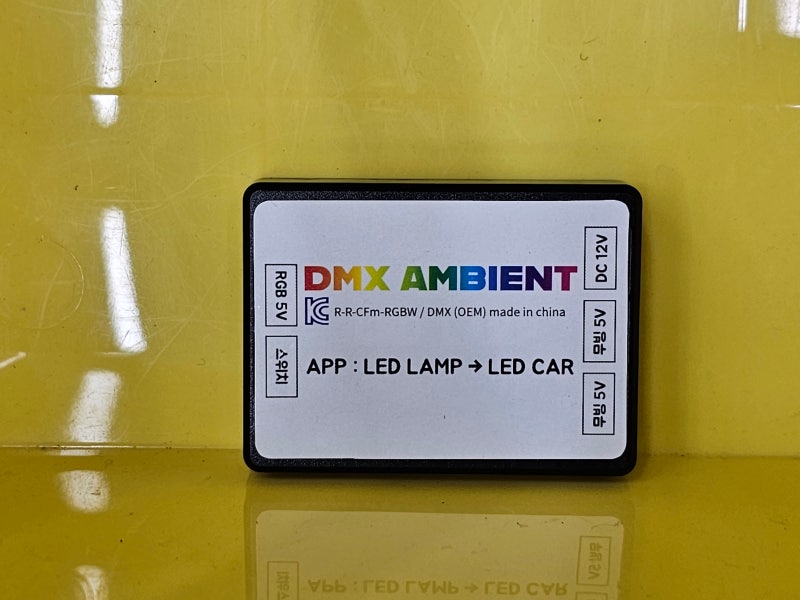 DMX AMBIENT
R-R-CFm-RGBW / DMX (OEM) made in china
APP : LED LAMP → LED CAR
RGB 5V
스위치
DC 12V
무빙 5V
무빙 5V